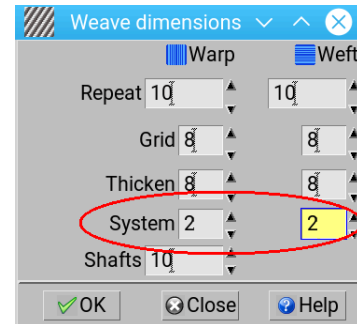 Weave dimensions
Warp Weft
Repeat 10 10
Grid 8 8
Thicken 8 8
System 2 2
Shafts 10
OK Close Help